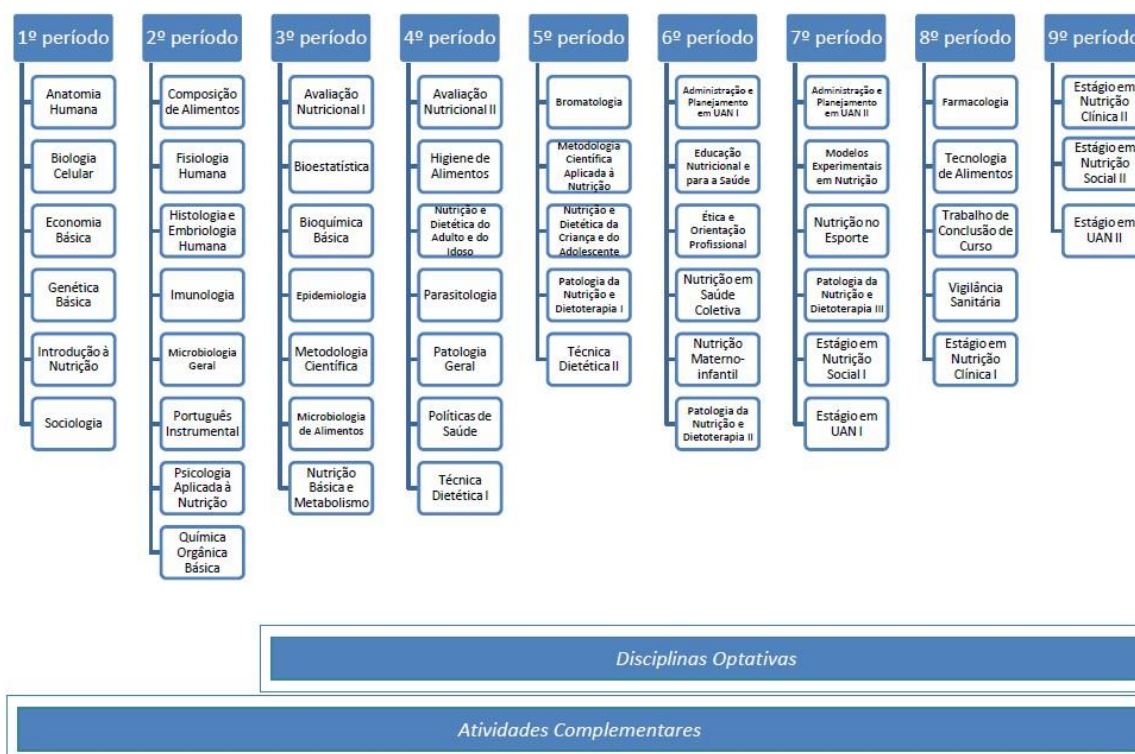 1º período
Anatomia
Humana
Biologia
Celular
Economia
Básica
Genética
Básica
Introdução à
Nutrição
Sociologia
2º período
Composição
de Alimentos
Fisiologia
Humana
Histologia e
Embriologia
Humana
Imunologia
Microbiologia
Geral
Português
Instrumental
Psicologia
Aplicada à
Nutrição
Química
Orgânica
Básica
3º período
Avaliação
Nutricional I
Bioestatística
Bioquímica
Básica
Epidemiologia
Metodologia
Científica
Microbiologia
de Alimentos
Nutrição
Básica e
Metabolismo
4º período
Avaliação
Nutricional II
Higiene de
Alimentos
Nutrição e
Dietética do
Adulto e do
Idoso
Parasitologia
Patologia
Geral
Políticas de
Saúde
Técnica
Dietética I
5º período
Bromatologia
Metodologia
Científica
Aplicada à
Nutrição
Nutrição e
Dietética da
Criança e do
Adolescente
Patologia da
Nutrição e
Dietoterapia I
Técnica
Dietética II
6º período
Administração e
Planejamento
em UAN I
Educação
Nutricional e
para a Saúde
Ética e
Orientação
Profissional
Nutrição em
Saúde
Coletiva
Nutrição
Materno-
infantil
Patologia da
Nutrição e
Dietoterapia II
7º período
Administração e
Planejamento
em UAN II
Modelos
Experimentais
em Nutrição
Nutrição no
Esporte
Patologia da
Nutrição e
Dietoterapia III
Estágio em
Nutrição
Social I
Estágio em
UAN I
8º período
Farmacologia
Tecnologia
de Alimentos
Trabalho de
Conclusão de
Curso
Vigilância
Sanitária
Estágio em
Nutrição
Clínica I
9º período
Estágio em
Nutrição
Clínica II
Estágio em
Nutrição
Social II
Estágio em
UAN II
Disciplinas Optativas
Atividades Complementares